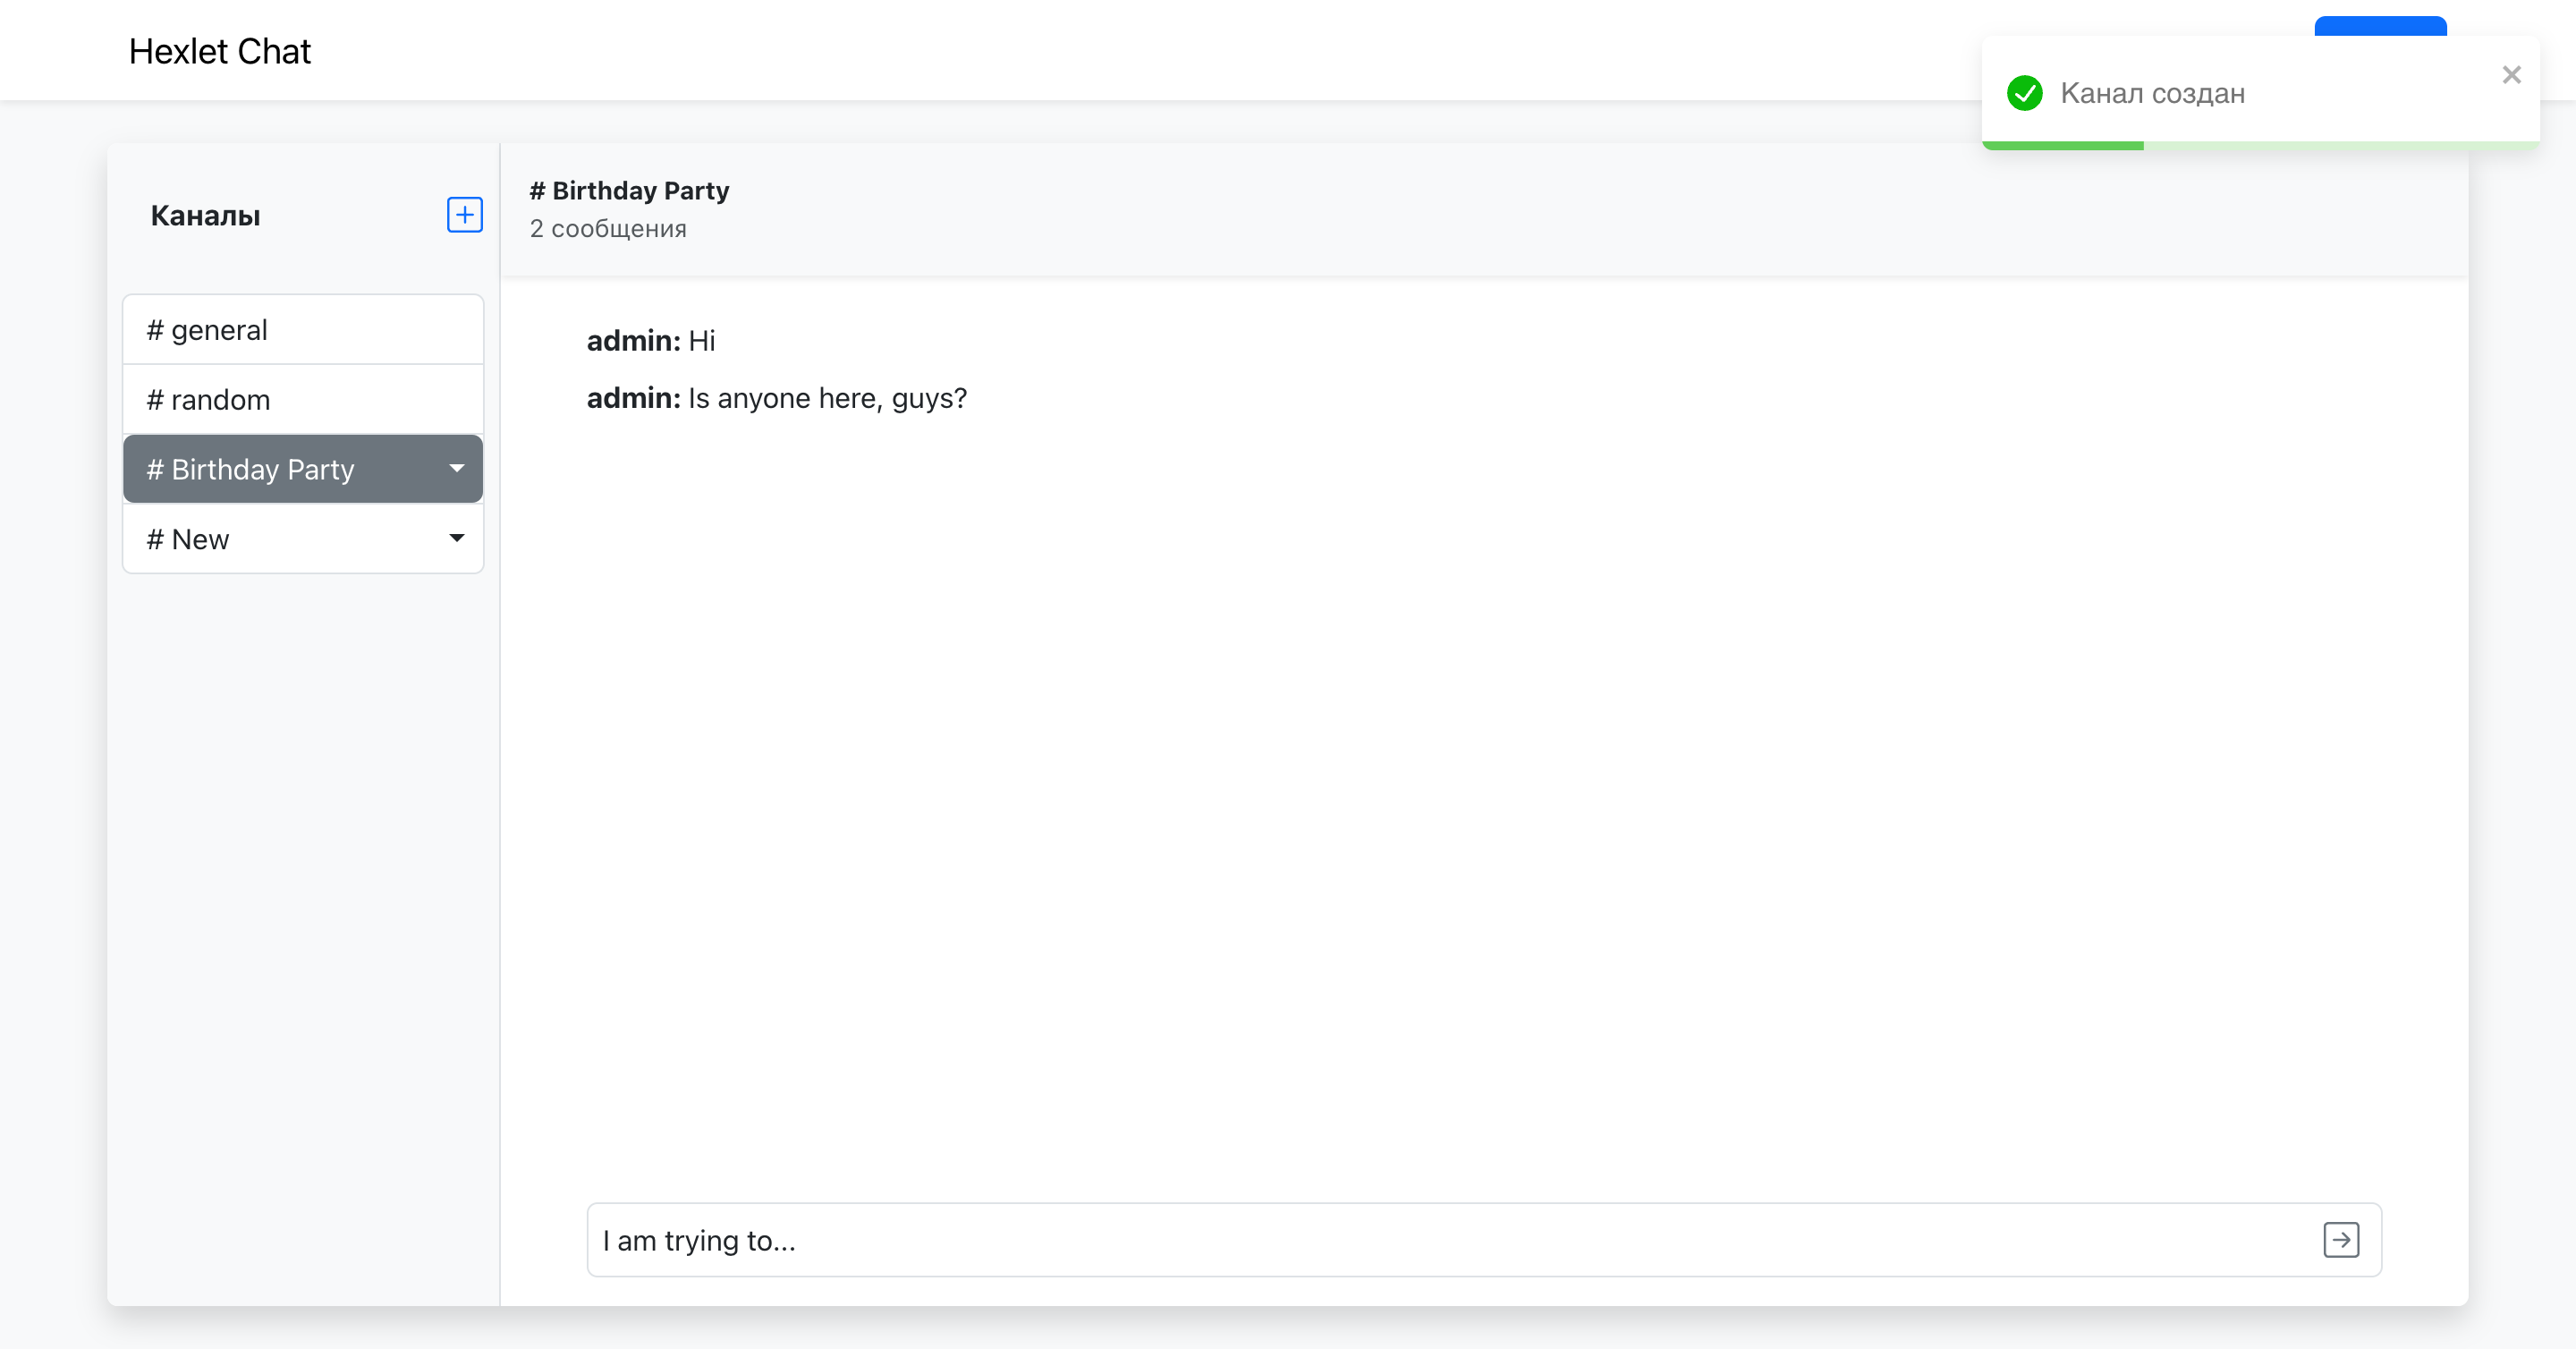 Hexlet Chat
Канал создан
Каналы
# general
# random
# Birthday Party
# New
# Birthday Party
2 сообщения
admin: Hi
admin: Is anyone here, guys?
I am trying to...